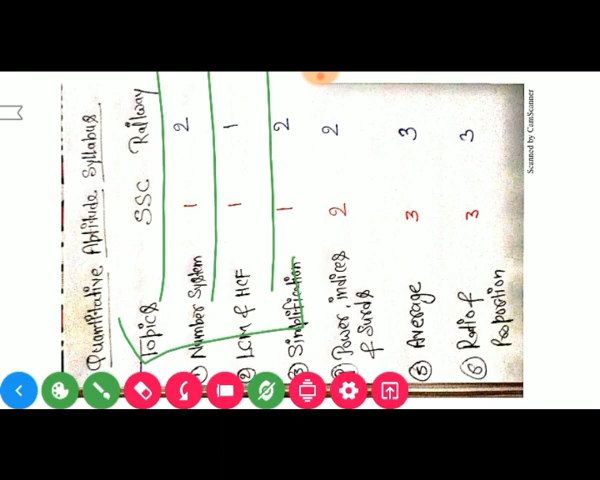 Quantitative Aptitude Syllabus
Topics SSC Railway
① Number System 1 2
② LCM & HCF 1 1
③ Simplification 1 2
④ Power, indices & Surds 2 2
⑤ Average 3 3
⑥ Ratio & Proportion 3 3
Scanned by CamScanner